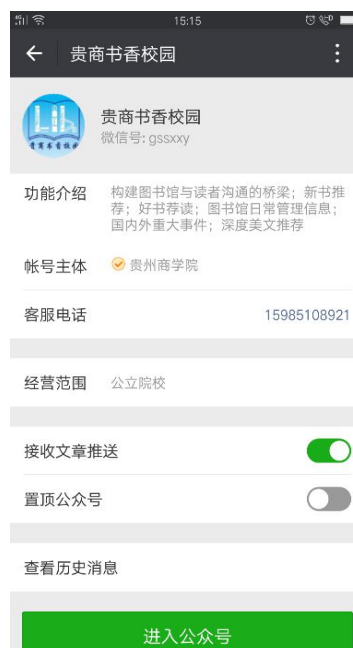 15:15
贵商书香校园
贵商书香校园
微信号: gssxxy
功能介绍 构建图书馆与读者沟通的桥梁；新书推
荐；好书荐读；图书馆日常管理信息；
国内外重大事件；深度美文推荐
帐号主体 贵州商学院
客服电话 15985108921
经营范围 公立院校
接收文章推送
置顶公众号
查看历史消息
进入公众号